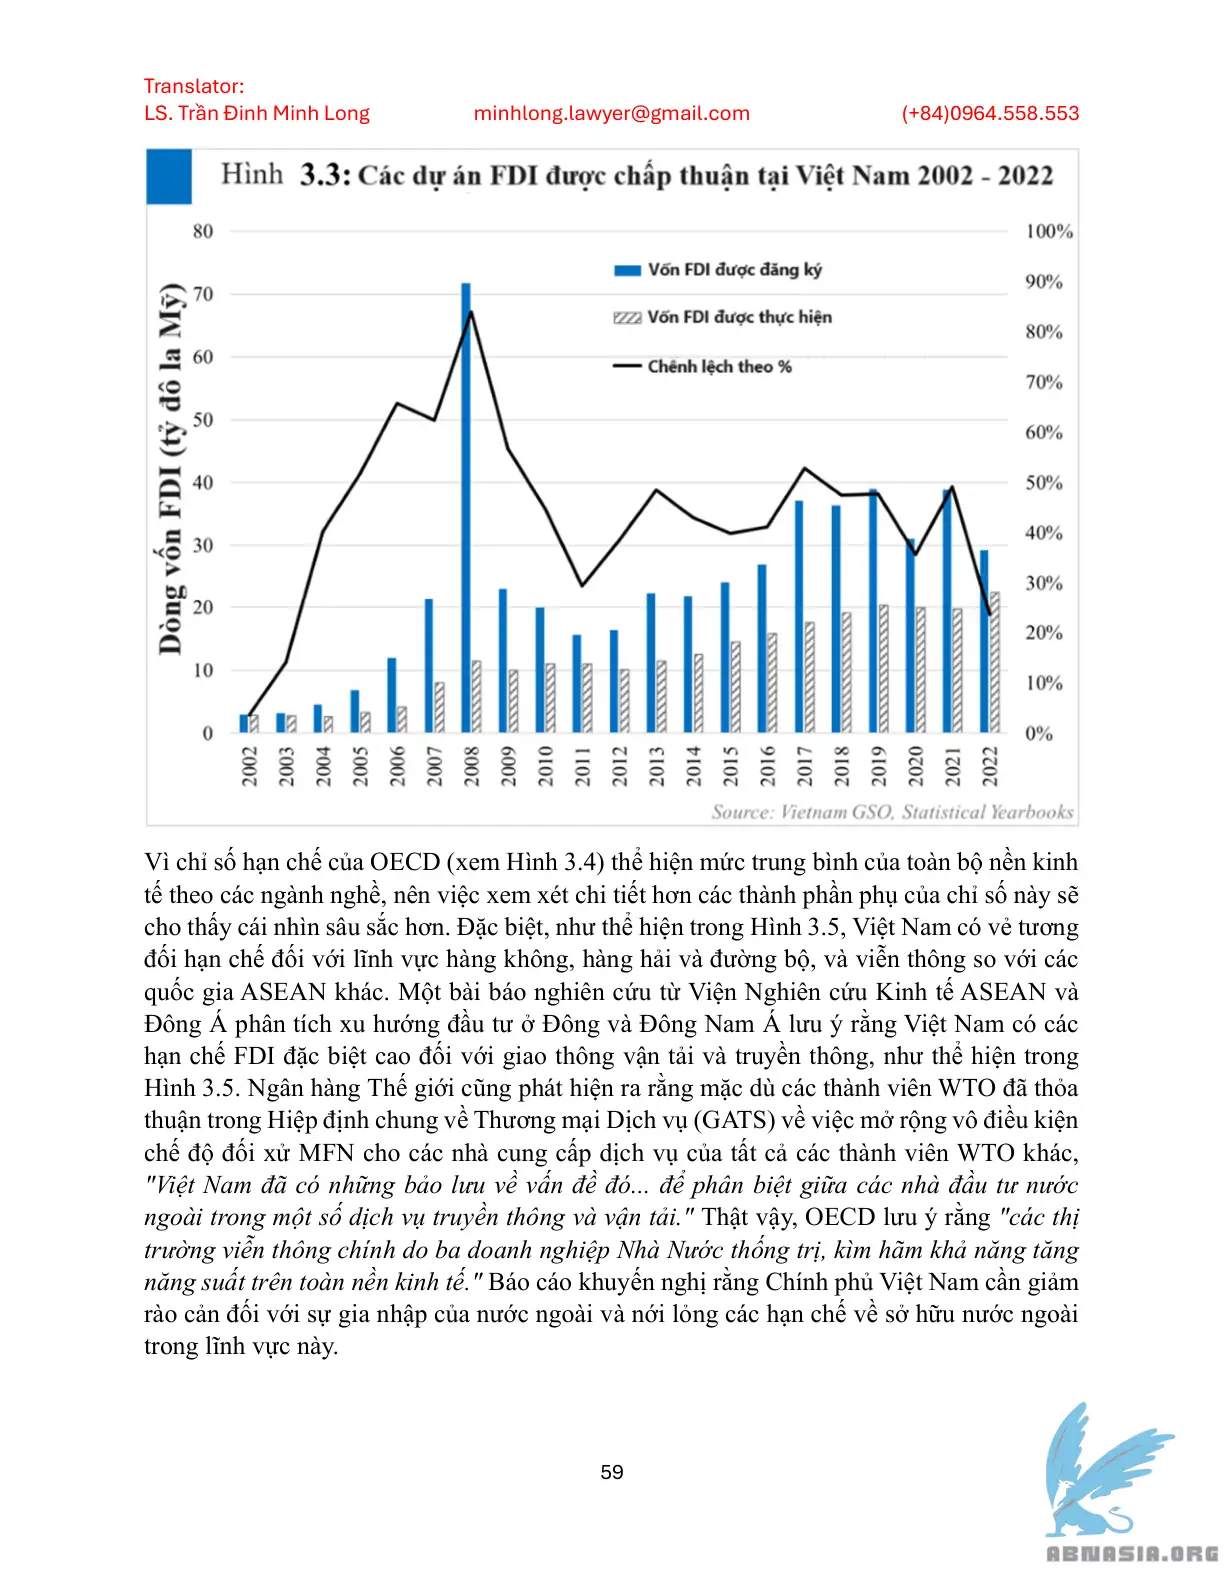 Translator:
LS. Trần Đinh Minh Long minhlong.lawyer@gmail.com (+84)0964.558.553
Hình 3.3: Các dự án FDI được chấp thuận tại Việt Nam 2002 - 2022
Dòng vốn FDI (tỷ đô la Mỹ)
80
70
60
50
40
30
20
10
0
Vốn FDI được đăng ký
Vốn FDI được thực hiện
Chênh lệch theo %
100%
90%
80%
70%
60%
50%
40%
30%
20%
10%
0%
2002 2003 2004 2005 2006 2007 2008 2009 2010 2011 2012 2013 2014 2015 2016 2017 2018 2019 2020 2021 2022
Source: Vietnam GSO, Statistical Yearbooks
Vì chỉ số hạn chế của OECD (xem Hình 3.4) thể hiện mức trung bình của toàn bộ nền kinh
tế theo các ngành nghề, nên việc xem xét chi tiết hơn các thành phần phụ của chỉ số này sẽ
cho thấy cái nhìn sâu sắc hơn. Đặc biệt, như thể hiện trong Hình 3.5, Việt Nam có vẻ tương
đối hạn chế đối với lĩnh vực hàng không, hàng hải và đường bộ, và viễn thông so với các
quốc gia ASEAN khác. Một bài báo nghiên cứu từ Viện Nghiên cứu Kinh tế ASEAN và
Đông Á phân tích xu hướng đầu tư ở Đông và Đông Nam Á lưu ý rằng Việt Nam có các
hạn chế FDI đặc biệt cao đối với giao thông vận tải và truyền thông, như thể hiện trong
Hình 3.5. Ngân hàng Thế giới cũng phát hiện ra rằng mặc dù các thành viên WTO đã thỏa
thuận trong Hiệp định chung về Thương mại Dịch vụ (GATS) về việc mở rộng vô điều kiện
chế độ đối xử MFN cho các nhà cung cấp dịch vụ của tất cả các thành viên WTO khác,
"Việt Nam đã có những bảo lưu về vấn đề đó... để phân biệt giữa các nhà đầu tư nước
ngoài trong một số dịch vụ truyền thông và vận tải." Thật vậy, OECD lưu ý rằng "các thị
trường viễn thông chính do ba doanh nghiệp Nhà Nước thống trị, kìm hãm khả năng tăng
năng suất trên toàn nền kinh tế." Báo cáo khuyến nghị rằng Chính phủ Việt Nam cần giảm
rào cản đối với sự gia nhập của nước ngoài và nới lỏng các hạn chế về sở hữu nước ngoài
trong lĩnh vực này.
59
ABNASIA.ORG